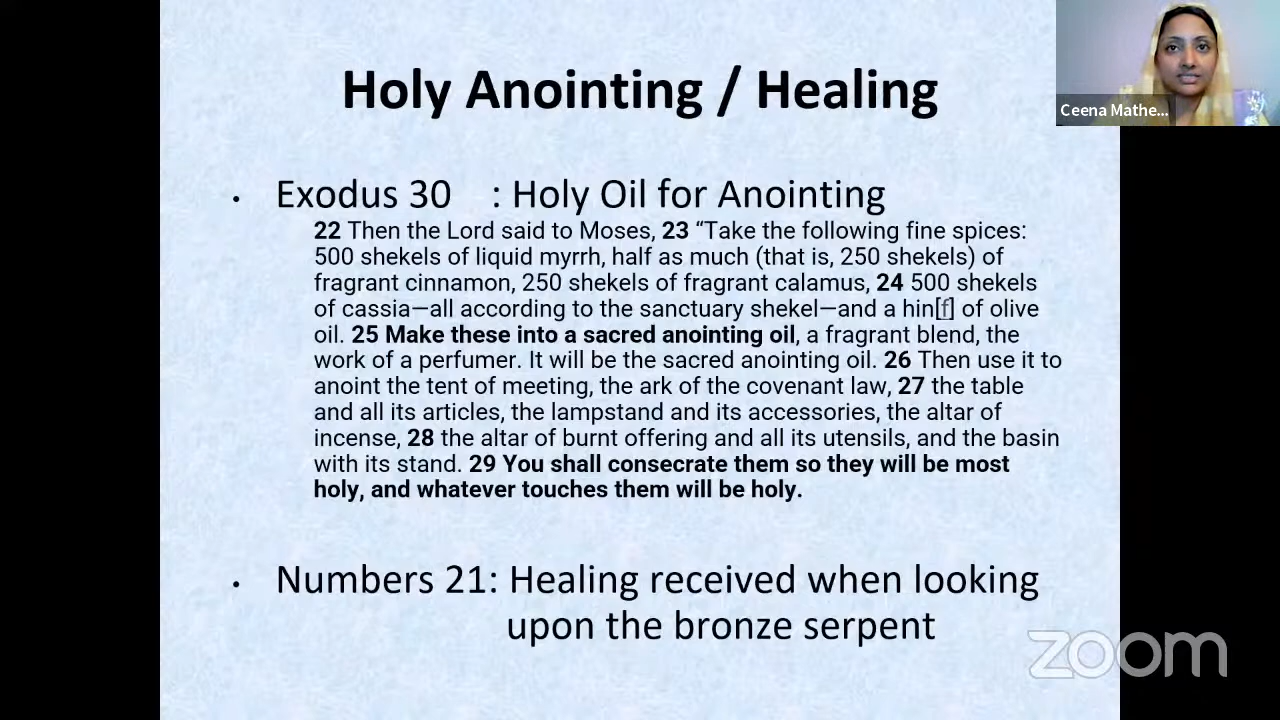 Holy Anointing / Healing
Ceena Mathe...
• Exodus 30 : Holy Oil for Anointing
22 Then the Lord said to Moses, 23 “Take the following fine spices:
500 shekels of liquid myrrh, half as much (that is, 250 shekels) of
fragrant cinnamon, 250 shekels of fragrant calamus, 24 500 shekels
of cassia—all according to the sanctuary shekel—and a hin[f] of olive
oil. 25 Make these into a sacred anointing oil, a fragrant blend, the
work of a perfumer. It will be the sacred anointing oil. 26 Then use it to
anoint the tent of meeting, the ark of the covenant law, 27 the table
and all its articles, the lampstand and its accessories, the altar of
incense, 28 the altar of burnt offering and all its utensils, and the basin
with its stand. 29 You shall consecrate them so they will be most
holy, and whatever touches them will be holy.
• Numbers 21: Healing received when looking
upon the bronze serpent
zoom